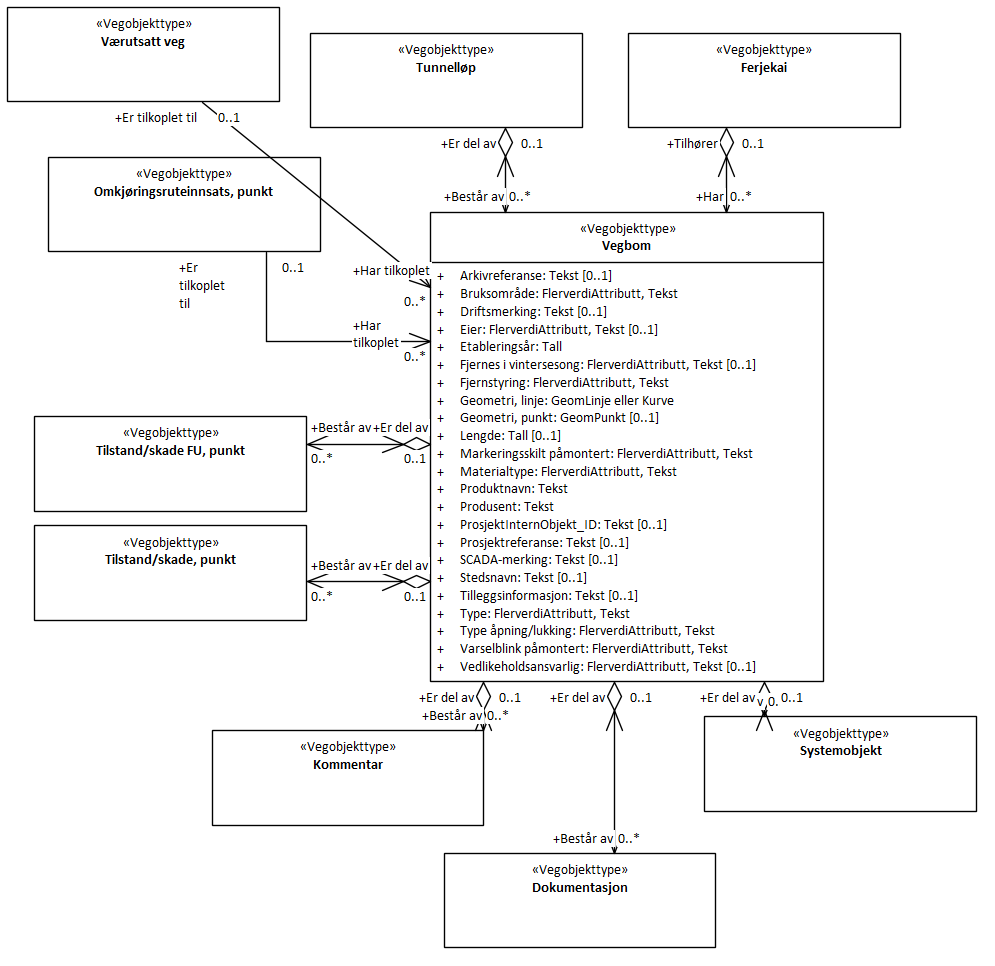 «Vegobjekttype»
Værutsatt veg
+Er tilkoplet til 0..1
«Vegobjekttype»
Tunnelløp
+Er del av 0..1
+Består av 0..*
«Vegobjekttype»
Ferjekai
+Tilhører 0..1
+Har 0..*
«Vegobjekttype»
Omkjøringsruteinnsats, punkt
+Er
tilkoplet
til
0..1
+Har tilkoplet
0..*
+Har
tilkoplet
0..*
«Vegobjekttype»
Vegbom
+ Arkivreferanse: Tekst [0..1]
+ Bruksområde: FlerverdiAttributt, Tekst
+ Driftsmerking: Tekst [0..1]
+ Eier: FlerverdiAttributt, Tekst [0..1]
+ Etableringsår: Tall
+ Fjernes i vintersesong: FlerverdiAttributt, Tekst [0..1]
+ Fjernstyring: FlerverdiAttributt, Tekst
+ Geometri, linje: GeomLinje eller Kurve
+ Geometri, punkt: GeomPunkt [0..1]
+ Lengde: Tall [0..1]
+ Markeringsskilt påmontert: FlerverdiAttributt, Tekst
+ Materialtype: FlerverdiAttributt, Tekst
+ Produktnavn: Tekst
+ Produsent: Tekst
+ ProsjektInternObjekt_ID: Tekst [0..1]
+ Prosjektreferanse: Tekst [0..1]
+ SCADA-merking: Tekst [0..1]
+ Stedsnavn: Tekst [0..1]
+ Tilleggsinformasjon: Tekst [0..1]
+ Type: FlerverdiAttributt, Tekst
+ Type åpning/lukking: FlerverdiAttributt, Tekst
+ Varselblink påmontert: FlerverdiAttributt, Tekst
+ Vedlikeholdsansvarlig: FlerverdiAttributt, Tekst [0..1]
«Vegobjekttype»
Tilstand/skade FU, punkt
+Består av +Er del av
0..* 0..1
«Vegobjekttype»
Tilstand/skade, punkt
+Består av +Er del av
0..* 0..1
+Er del av 0..1
+Består av 0..*
«Vegobjekttype»
Kommentar
+Er del av 0..1
+Består av 0..*
«Vegobjekttype»
Dokumentasjon
+Er del av 0..1
v 0.
«Vegobjekttype»
Systemobjekt